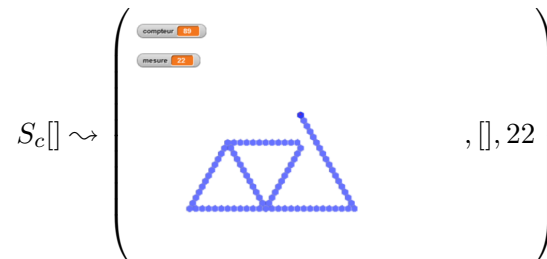 compteur 89
mesure 22
S_c[] ⇝ ( , [], 22 )